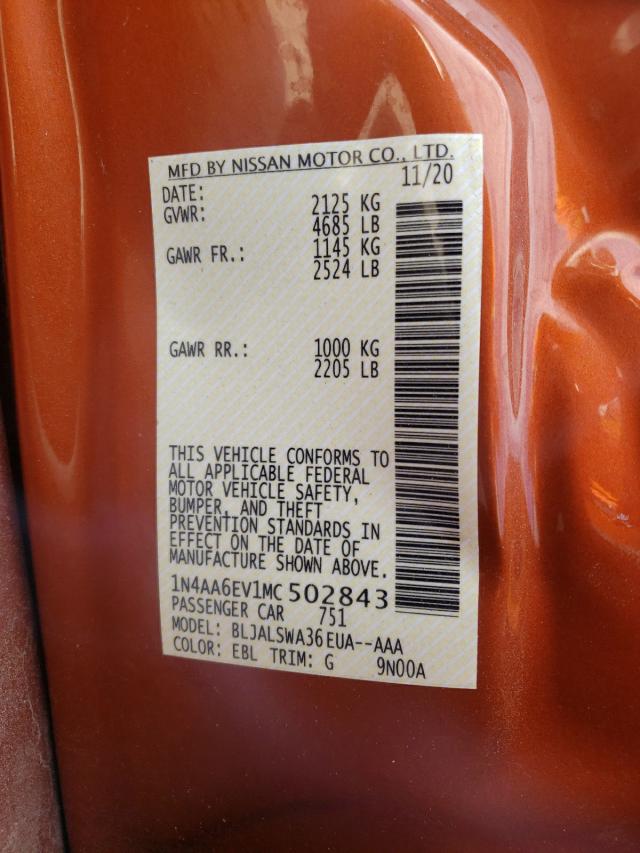 MFD BY NISSAN MOTOR CO., LTD.
DATE: 11/20
GVWR: 2125 KG
4685 LB
GAWR FR.: 1145 KG
2524 LB
GAWR RR.: 1000 KG
2205 LB
THIS VEHICLE CONFORMS TO
ALL APPLICABLE FEDERAL
MOTOR VEHICLE SAFETY,
BUMPER, AND THEFT
PREVENTION STANDARDS IN
EFFECT ON THE DATE OF
MANUFACTURE SHOWN ABOVE.
1N4AA6EV1MC 502843
PASSENGER CAR 751
MODEL: BLJALSWA36EUA--AAA
COLOR: EBL TRIM: G 9N00A